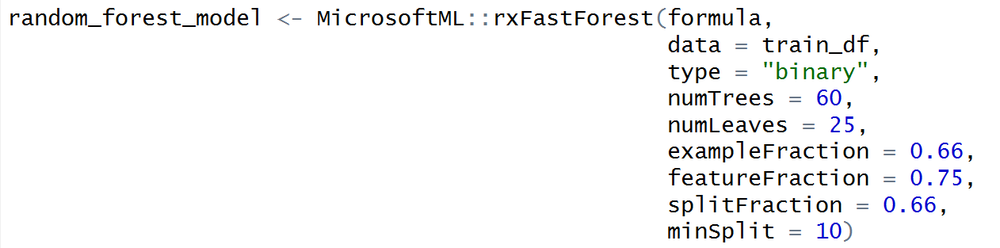 random_forest_model <- MicrosoftML::rxFastForest(formula,
data = train_df,
type = "binary",
numTrees = 60,
numLeaves = 25,
exampleFraction = 0.66,
featureFraction = 0.75,
splitFraction = 0.66,
minSplit = 10)